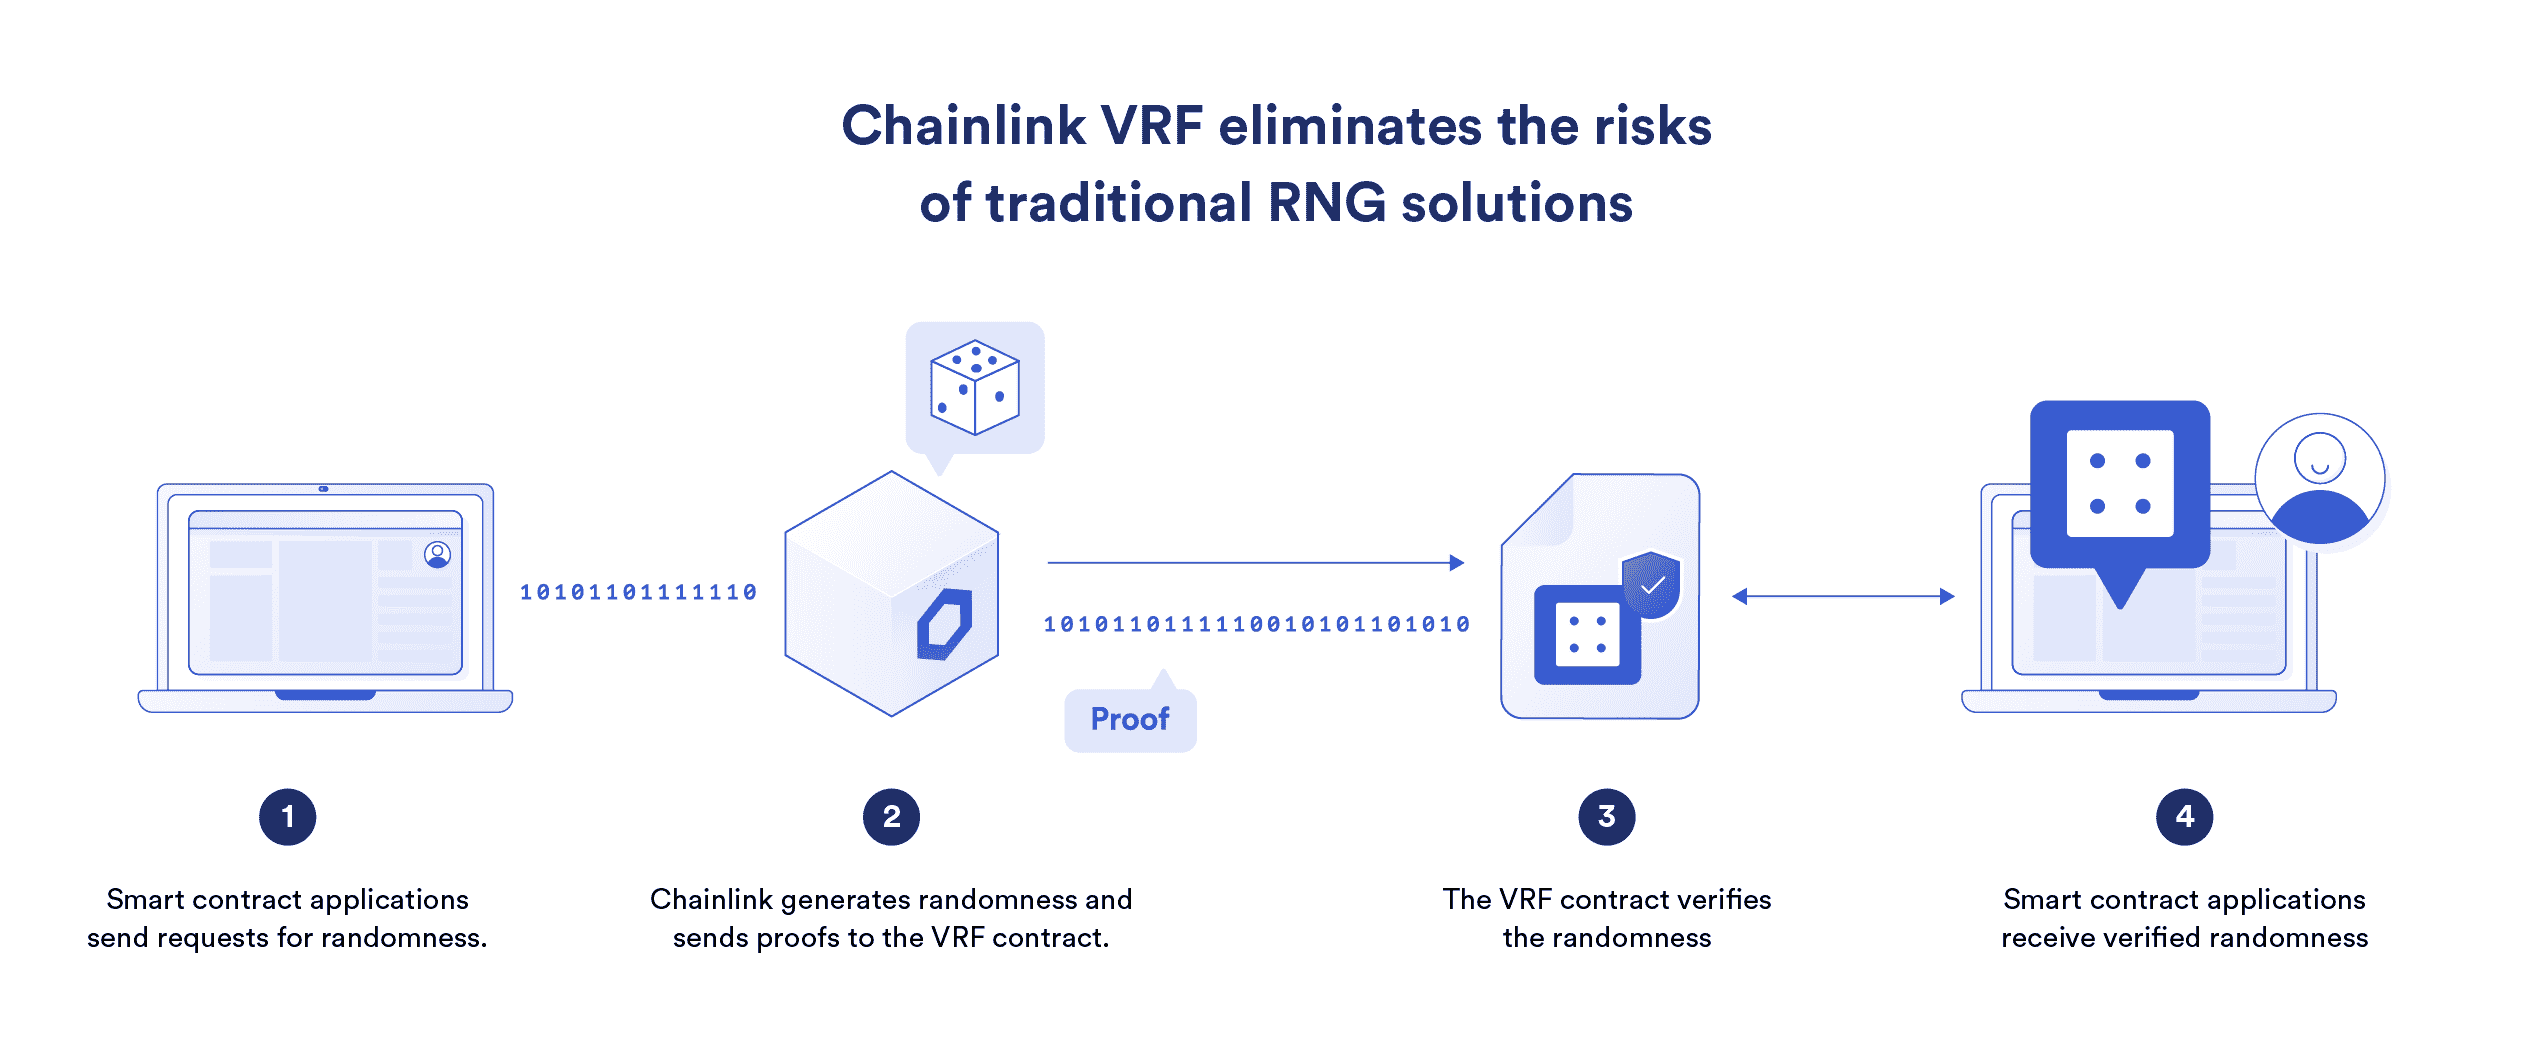 Chainlink VRF eliminates the risks
of traditional RNG solutions
10101101111110
1010110111110010101101010
Proof
1
Smart contract applications
send requests for randomness.
2
Chainlink generates randomness and
sends proofs to the VRF contract.
3
The VRF contract verifies
the randomness
4
Smart contract applications
receive verified randomness